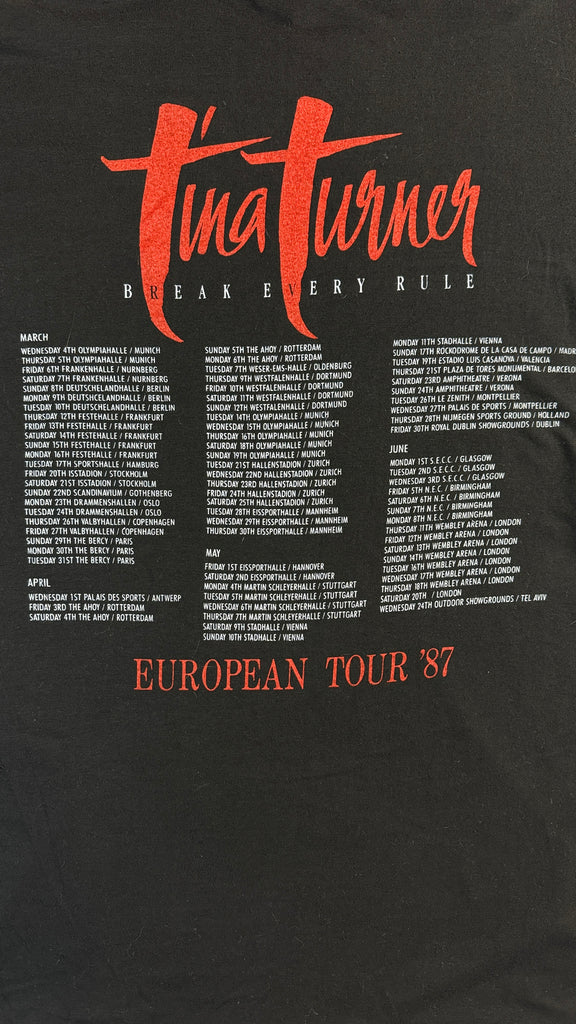 Tina Turner
BREAK EVERY RULE
MARCH
WEDNESDAY 4TH OLYMPIAHALLE / MUNICH
THURSDAY 5TH OLYMPIAHALLE / MUNICH
FRIDAY 6TH FRANKENHALLE / NURNBERG
SATURDAY 7TH FRANKENHALLE / NURNBERG
SUNDAY 8TH DEUTSCHELANDHALLE / BERLIN
MONDAY 9TH DEUTSCHELANDHALLE / BERLIN
TUESDAY 10TH DEUTSCHELANDHALLE / BERLIN
THURSDAY 12TH FESTEHALLE / FRANKFURT
FRIDAY 13TH FESTEHALLE / FRANKFURT
SATURDAY 14TH FESTEHALLE / FRANKFURT
SUNDAY 15TH FESTEHALLE / FRANKFURT
MONDAY 16TH FESTEHALLE / FRANKFURT
TUESDAY 17TH SPORTSHALLE / HAMBURG
FRIDAY 20TH ISSTADION / STOCKHOLM
SATURDAY 21ST ISSTADION / STOCKHOLM
SUNDAY 22ND SCANDINAVIUM / GOTHENBERG
MONDAY 23TH DRAMMENSHALLEN / OSLO
TUESDAY 24TH DRAMMENSHALLEN / OSLO
THURSDAY 26TH VALBYHALLEN / COPENHAGEN
FRIDAY 27TH VALBYHALLEN / COPENHAGEN
SUNDAY 29TH THE BERCY / PARIS
MONDAY 30TH THE BERCY / PARIS
TUESDAY 31ST THE BERCY / PARIS
APRIL
WEDNESDAY 1ST PALAIS DES SPORTS / ANTWERP
FRIDAY 3RD THE AHOY / ROTTERDAM
SATURDAY 4TH THE AHOY / ROTTERDAM
SUNDAY 5TH THE AHOY / ROTTERDAM
MONDAY 6TH THE AHOY / ROTTERDAM
TUESDAY 7TH WESER-EMS-HALLE / OLDENBURG
THURSDAY 9TH WESTFALENHALLE / DORTMUND
FRIDAY 10TH WESTFALENHALLE / DORTMUND
SATURDAY 11TH WESTFALENHALLE / DORTMUND
SUNDAY 12TH WESTFALENHALLE / DORTMUND
TUESDAY 14TH OLYMPIAHALLE / MUNICH
WEDNESDAY 15TH OLYMPIAHALLE / MUNICH
THURSDAY 16TH OLYMPIAHALLE / MUNICH
SATURDAY 18TH OLYMPIAHALLE / MUNICH
SUNDAY 19TH OLYMPIAHALLE / MUNICH
TUESDAY 21ST HALLENSTADION / ZURICH
WEDNESDAY 22ND HALLENSTADION / ZURICH
THURSDAY 23RD HALLENSTADION / ZURICH
FRIDAY 24TH HALLENSTADION / ZURICH
SATURDAY 25TH HALLENSTADION / ZURICH
TUESDAY 28TH EISSPORTHALLE / MANNHEIM
WEDNESDAY 29TH EISSPORTHALLE / MANNHEIM
THURSDAY 30TH EISSPORTHALLE / MANNHEIM
MAY
FRIDAY 1ST EISSPORTHALLE / HANNOVER
SATURDAY 2ND EISSPORTHALLE / HANNOVER
MONDAY 4TH MARTIN SCHLEYERHALLE / STUTTGART
TUESDAY 5TH MARTIN SCHLEYERHALLE / STUTTGART
WEDNESDAY 6TH MARTIN SCHLEYERHALLE / STUTTGART
THURSDAY 7TH MARTIN SCHLEYERHALLE / STUTTGART
SATURDAY 9TH STADHALLE / VIENNA
SUNDAY 10TH STADHALLE / VIENNA
MONDAY 11TH STADHALLE / VIENNA
SUNDAY 17TH ROCKODROME DE LA CASA DE CAMPO / MADR
TUESDAY 19TH ESTADIO LUIS CASANOVA / VALENCIA
THURSDAY 21ST PLAZA DE TORES MONUMENTAL / BARCELO
SATURDAY 23RD AMPHITHEATRE / VERONA
SUNDAY 24TH AMPHITHEATRE / VERONA
TUESDAY 26TH LE ZENITH / MONTPELLIER
WEDNESDAY 27TH PALAIS DE SPORTS / MONTPELLIER
THURSDAY 28TH NIJMEGEN SPORTS GROUND / HOLLAND
FRIDAY 30TH ROYAL DUBLIN SHOWGROUNDS / DUBLIN
JUNE
MONDAY 1ST S.E.C.C. / GLASGOW
TUESDAY 2ND S.E.C.C. / GLASGOW
WEDNESDAY 3RD S.E.C.C. / GLASGOW
FRIDAY 5TH N.E.C. / BIRMINGHAM
SATURDAY 6TH N.E.C. / BIRMINGHAM
SUNDAY 7TH N.E.C. / BIRMINGHAM
MONDAY 8TH N.E.C. / BIRMINGHAM
THURSDAY 11TH WEMBLEY ARENA / LONDON
FRIDAY 12TH WEMBLEY ARENA / LONDON
SATURDAY 13TH WEMBLEY ARENA / LONDON
SUNDAY 14TH WEMBLEY ARENA / LONDON
TUESDAY 16TH WEMBLEY ARENA / LONDON
WEDNESDAY 17TH WEMBLEY ARENA / LONDON
THURSDAY 18TH WEMBLEY ARENA / LONDON
SATURDAY 20TH / LONDON
WEDNESDAY 24TH OUTDOOR SHOWGROUNDS / TEL AVIV
EUROPEAN TOUR '87